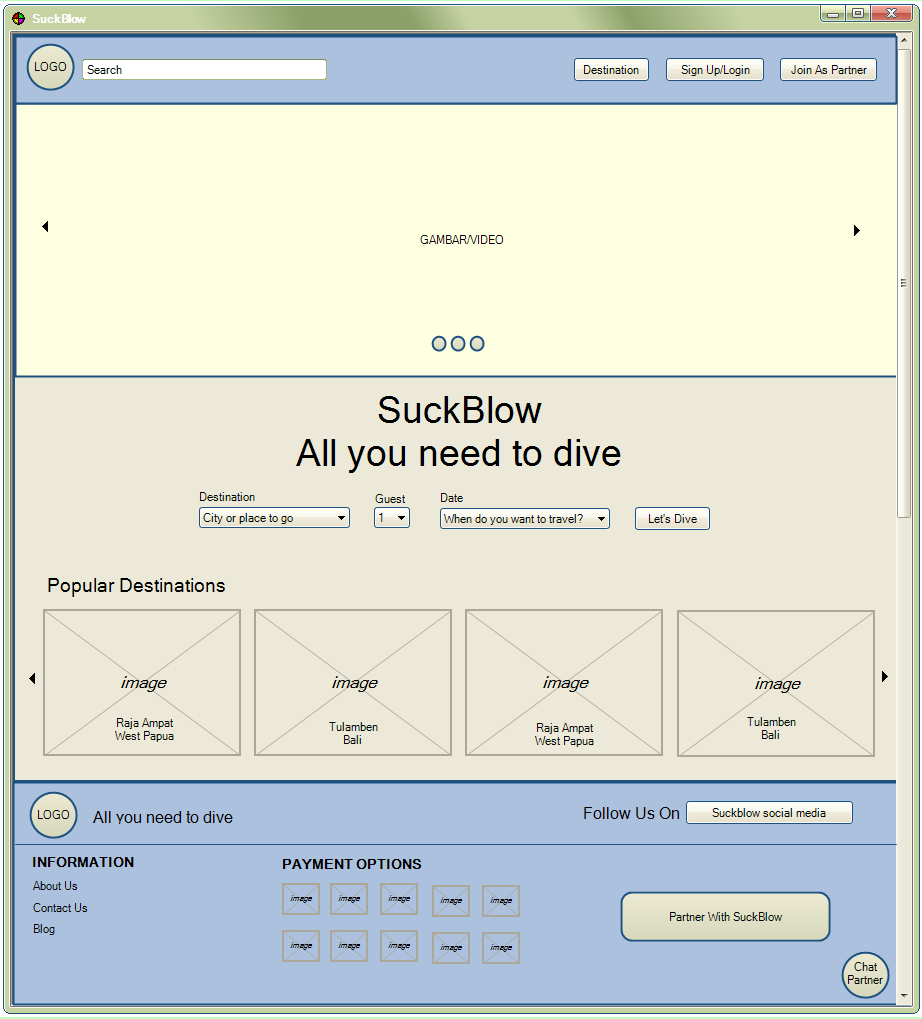 SuckBlow
LOGO
Search
Destination
Sign Up/Login
Join As Partner
GAMBAR/VIDEO
SuckBlow
All you need to dive
Destination
Guest
Date
City or place to go
1
When do you want to travel?
Let's Dive
Popular Destinations
image
Raja Ampat
West Papua
image
Tulamben
Bali
image
Raja Ampat
West Papua
image
Tulamben
Bali
LOGO
All you need to dive
Follow Us On
Suckblow social media
INFORMATION
About Us
Contact Us
Blog
PAYMENT OPTIONS
image
image
image
image
image
image
image
image
image
image
Partner With SuckBlow
Chat
Partner